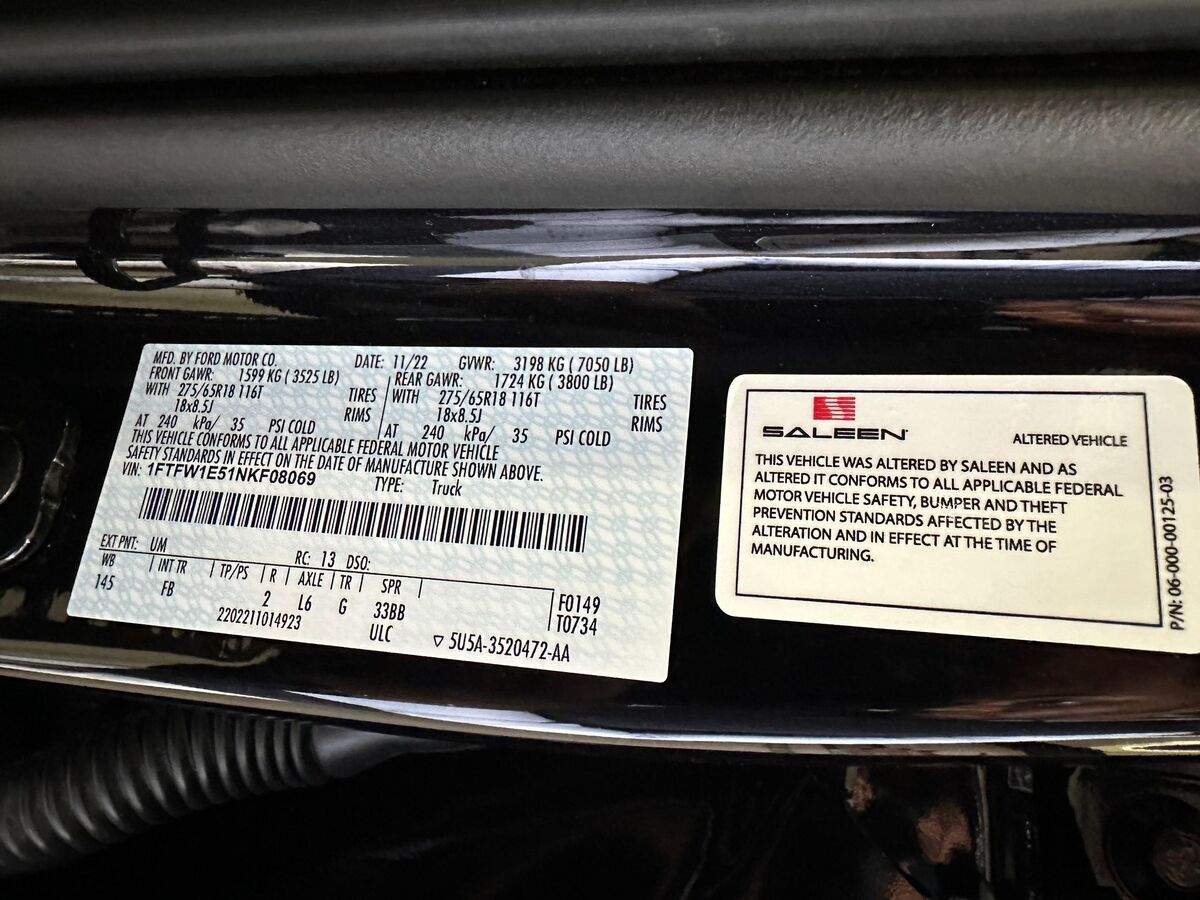 MFD. BY FORD MOTOR CO. DATE: 11/22 GVWR: 3198 KG ( 7050 LB)
FRONT GAWR: 1599 KG ( 3525 LB) REAR GAWR: 1724 KG ( 3800 LB)
WITH 275/65R18 116T TIRES WITH 275/65R18 116T TIRES
18x8.5J RIMS 18x8.5J RIMS
AT 240 kPa/ 35 PSI COLD AT 240 kPa/ 35 PSI COLD
THIS VEHICLE CONFORMS TO ALL APPLICABLE FEDERAL MOTOR VEHICLE
SAFETY STANDARDS IN EFFECT ON THE DATE OF MANUFACTURE SHOWN ABOVE.
VIN: 1FTFW1E51NKF08069 TYPE: Truck
EXT PNT: UM RC: 13 DSO:
WB INT TR TP/PS R AXLE TR SPR
145 FB 2 L6 G 33BB F0149
2202211014923 ULC T0734
▽ 5U5A-3520472-AA
SALEEN
ALTERED VEHICLE
THIS VEHICLE WAS ALTERED BY SALEEN AND AS
ALTERED IT CONFORMS TO ALL APPLICABLE FEDERAL
MOTOR VEHICLE SAFETY, BUMPER AND THEFT
PREVENTION STANDARDS AFFECTED BY THE
ALTERATION AND IN EFFECT AT THE TIME OF
MANUFACTURING.
P/N: 06-000-00125-03